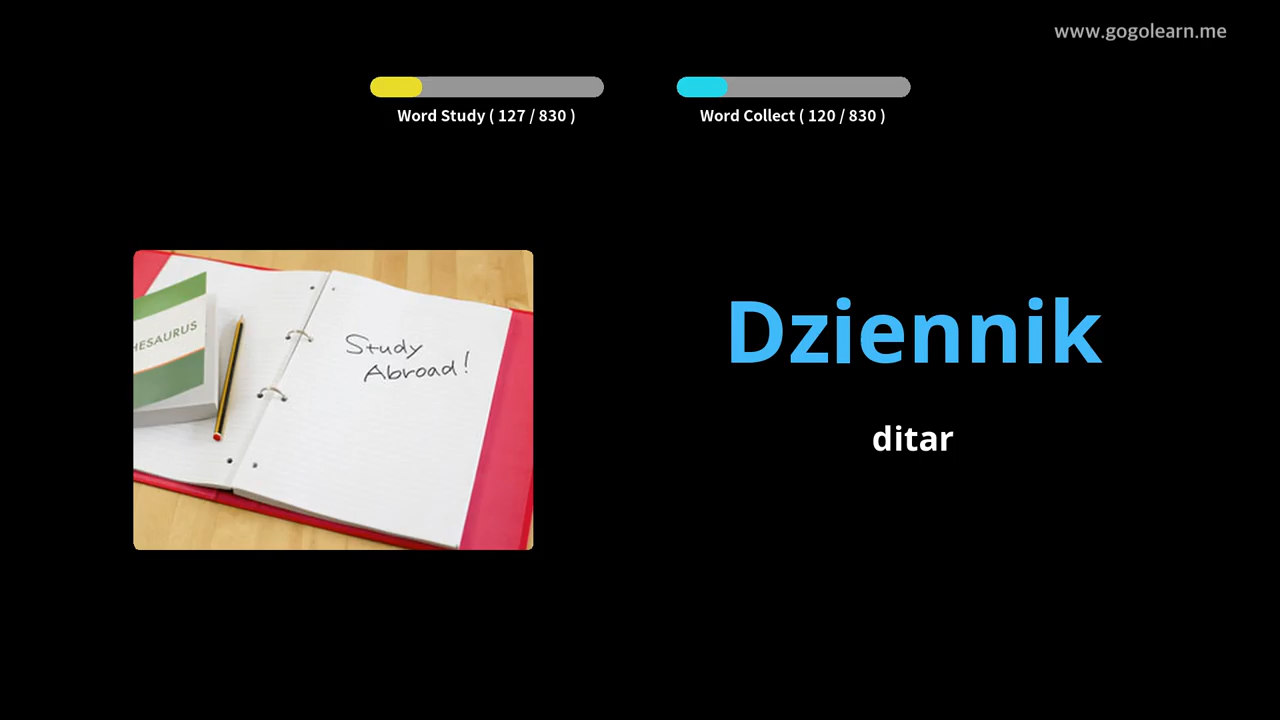 www.gogolearn.me
Word Study ( 127 / 830 )
Word Collect ( 120 / 830 )
HESAURUS
Study
Abroad!
Dziennik
ditar